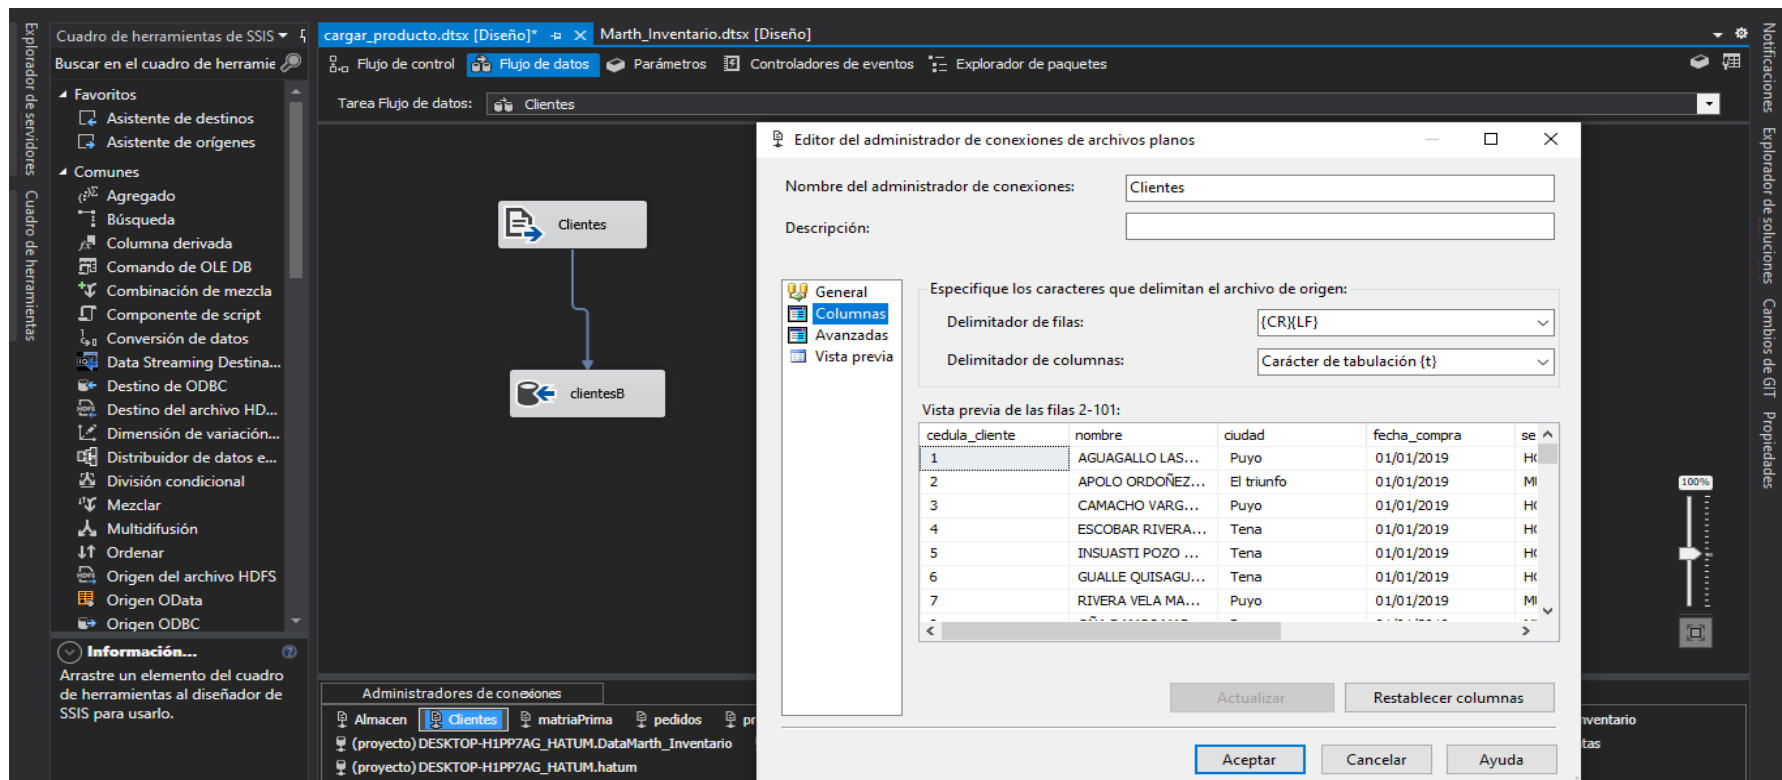 Explorador de servidores
Cuadro de herramientas
Cuadro de herramientas de SSIS
Buscar en el cuadro de herramie
Favoritos
Asistente de destinos
Asistente de orígenes
Comunes
Agregado
Búsqueda
Columna derivada
Comando de OLE DB
Combinación de mezcla
Componente de script
Conversión de datos
Data Streaming Destina...
Destino de ODBC
Destino del archivo HD...
Dimensión de variación...
Distribuidor de datos e...
División condicional
Mezclar
Multidifusión
Ordenar
Origen del archivo HDFS
Origen OData
Origen ODBC
Información...
Arrastre un elemento del cuadro
de herramientas al diseñador de
SSIS para usarlo.
cargar_producto.dtsx [Diseño]*
Marth_Inventario.dtsx [Diseño]
Flujo de control
Flujo de datos
Parámetros
Controladores de eventos
Explorador de paquetes
Tarea Flujo de datos:
Clientes
Clientes
clientesB
Editor del administrador de conexiones de archivos planos
Nombre del administrador de conexiones:
Clientes
Descripción:
General
Columnas
Avanzadas
Vista previa
Especifique los caracteres que delimitan el archivo de origen:
Delimitador de filas:
{CR}{LF}
Delimitador de columnas:
Carácter de tabulación {t}
Vista previa de las filas 2-101:
cedula_cliente nombre ciudad fecha_compra se
1 AGUAGALLO LAS... Puyo 01/01/2019
2 APOLO ORDOÑEZ... El triunfo 01/01/2019
3 CAMACHO VARG... Puyo 01/01/2019
4 ESCOBAR RIVERA... Tena 01/01/2019
5 INSUASTI POZO ... Tena 01/01/2019
6 GUALLE QUISAGU... Tena 01/01/2019
7 RIVERA VELA MA... Puyo 01/01/2019
Actualizar
Restablecer columnas
Aceptar
Cancelar
Ayuda
100%
Administradores de conexiones
Almacen
Clientes
matriaPrima
pedidos
pr
nventario
(proyecto) DESKTOP-H1PP7AG_HATUM.DataMarth_Inventario
tas
(proyecto) DESKTOP-H1PP7AG_HATUM.hatum
Notificaciones
Explorador de soluciones
Cambios de GIT
Propiedades